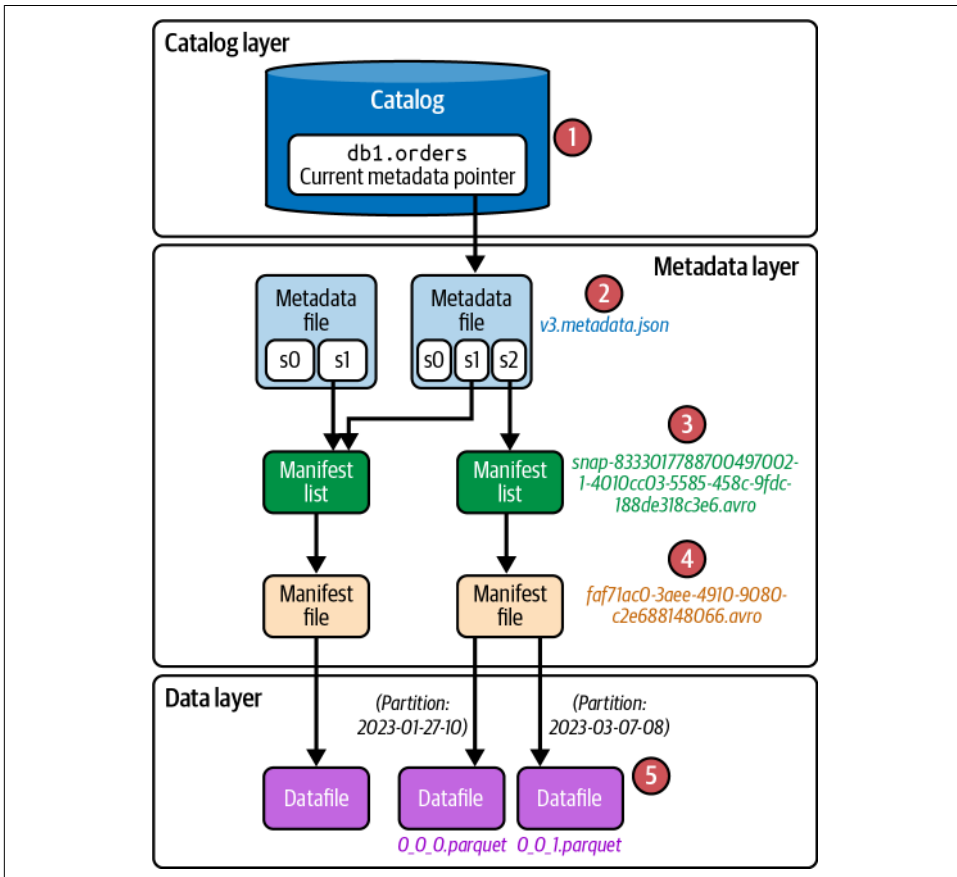 Catalog layer
Catalog
1
db1.orders
Current metadata pointer
Metadata layer
Metadata
file
s0
s1
Metadata
file
s0
s1
s2
2
v3.metadata.json
Manifest
list
Manifest
list
3
snap-8333017788700497002-
1-4010cc03-5585-458c-9fdc-
188de318c3e6.avro
Manifest
file
Manifest
file
4
faf71ac0-3aee-4910-9080-
c2e688148066.avro
Data layer
(Partition:
2023-01-27-10)
(Partition:
2023-03-07-08)
Datafile
Datafile
Datafile
5
0_0_0.parquet
0_0_1.parquet